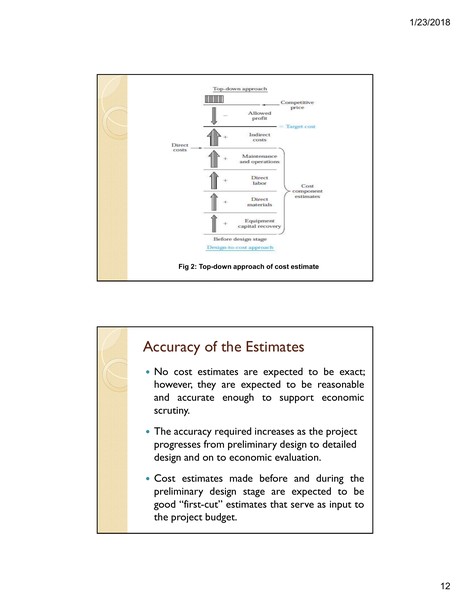 1/23/2018
Top-down approach
Competitive
price
–
Allowed
profit
= Target cost
+
Indirect
costs
Direct
costs
+
Maintenance
and operations
+
Direct
labor
Cost
component
estimates
+
Direct
materials
+
Equipment
capital recovery
Before design stage
Design-to-cost approach
Fig 2: Top-down approach of cost estimate
Accuracy of the Estimates
• No cost estimates are expected to be exact;
however, they are expected to be reasonable
and accurate enough to support economic
scrutiny.
• The accuracy required increases as the project
progresses from preliminary design to detailed
design and on to economic evaluation.
• Cost estimates made before and during the
preliminary design stage are expected to be
good “first-cut” estimates that serve as input to
the project budget.
12